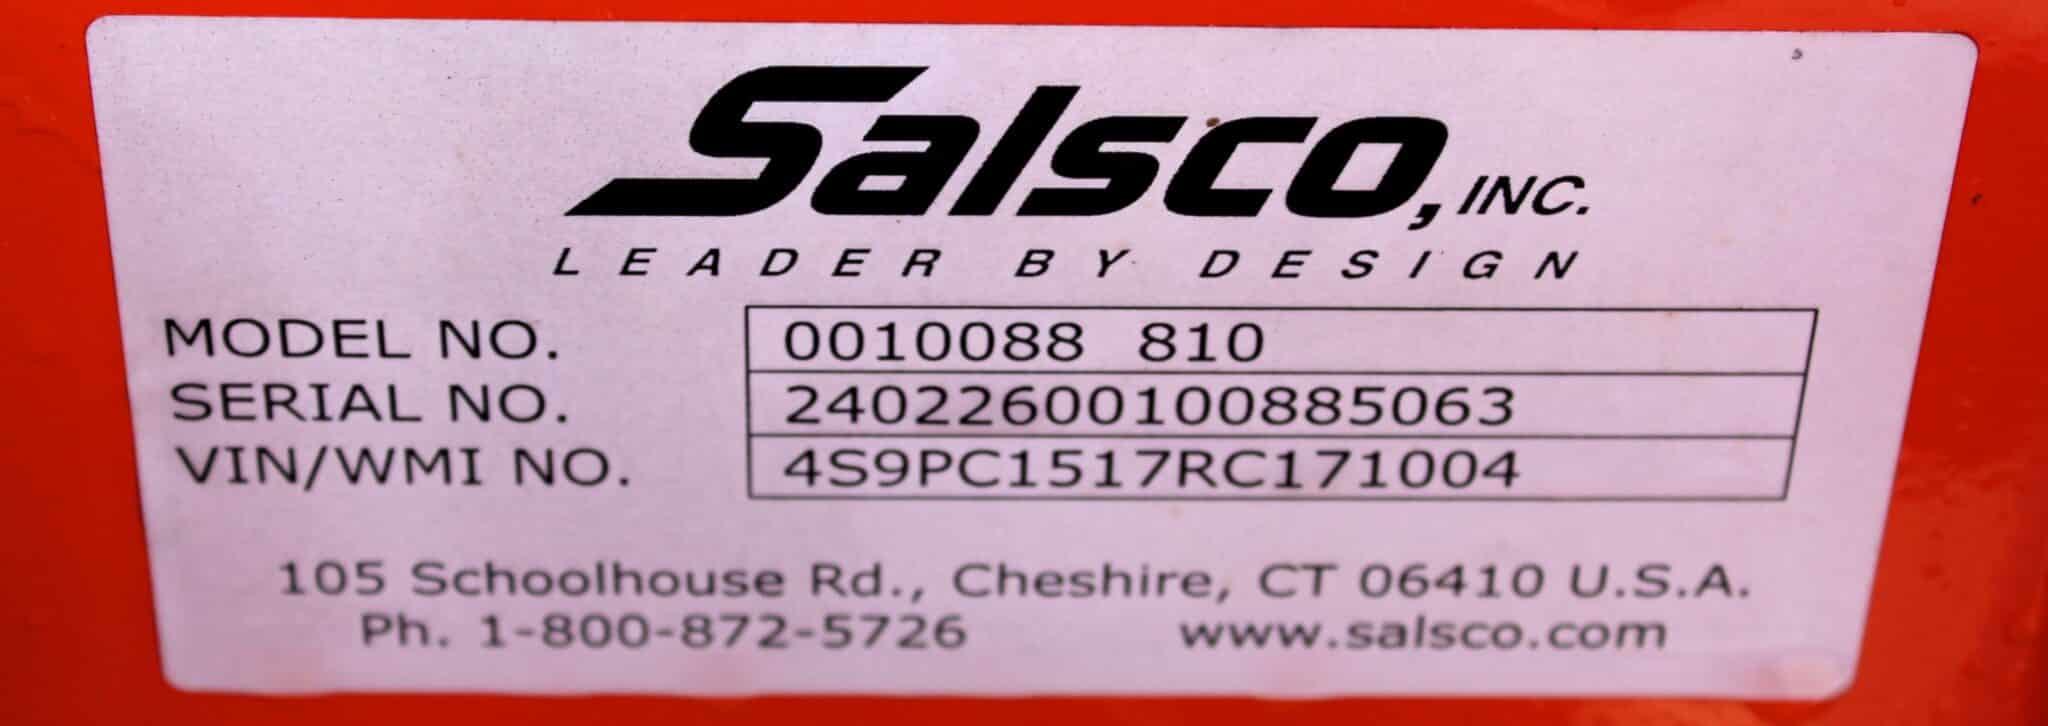 Salsco, INC.
LEADER BY DESIGN
MODEL NO. 0010088 810
SERIAL NO. 24022600100885063
VIN/WMI NO. 4S9PC1517RC171004
105 Schoolhouse Rd., Cheshire, CT 06410 U.S.A.
Ph. 1-800-872-5726 www.salsco.com